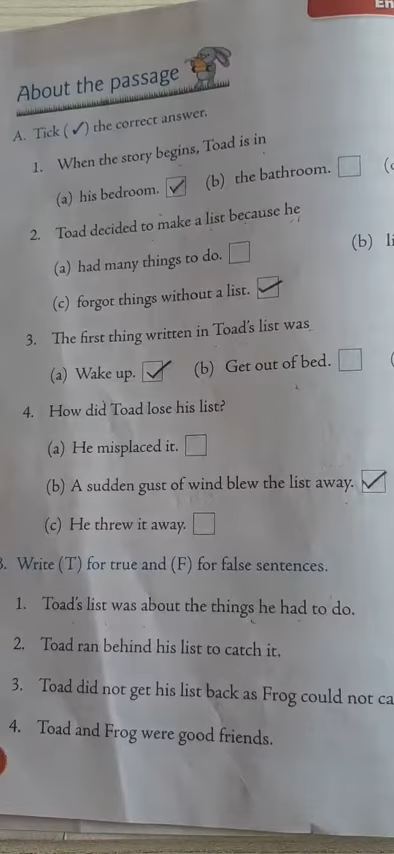 En
About the passage
A. Tick (✓) the correct answer.
1. When the story begins, Toad is in
(a) his bedroom. ✓ (b) the bathroom.
2. Toad decided to make a list because he
(a) had many things to do. (b) li
(c) forgot things without a list. ✓
3. The first thing written in Toad's list was
(a) Wake up. ✓ (b) Get out of bed. (
4. How did Toad lose his list?
(a) He misplaced it.
(b) A sudden gust of wind blew the list away. ✓
(c) He threw it away.
B. Write (T) for true and (F) for false sentences.
1. Toad's list was about the things he had to do.
2. Toad ran behind his list to catch it.
3. Toad did not get his list back as Frog could not ca
4. Toad and Frog were good friends.